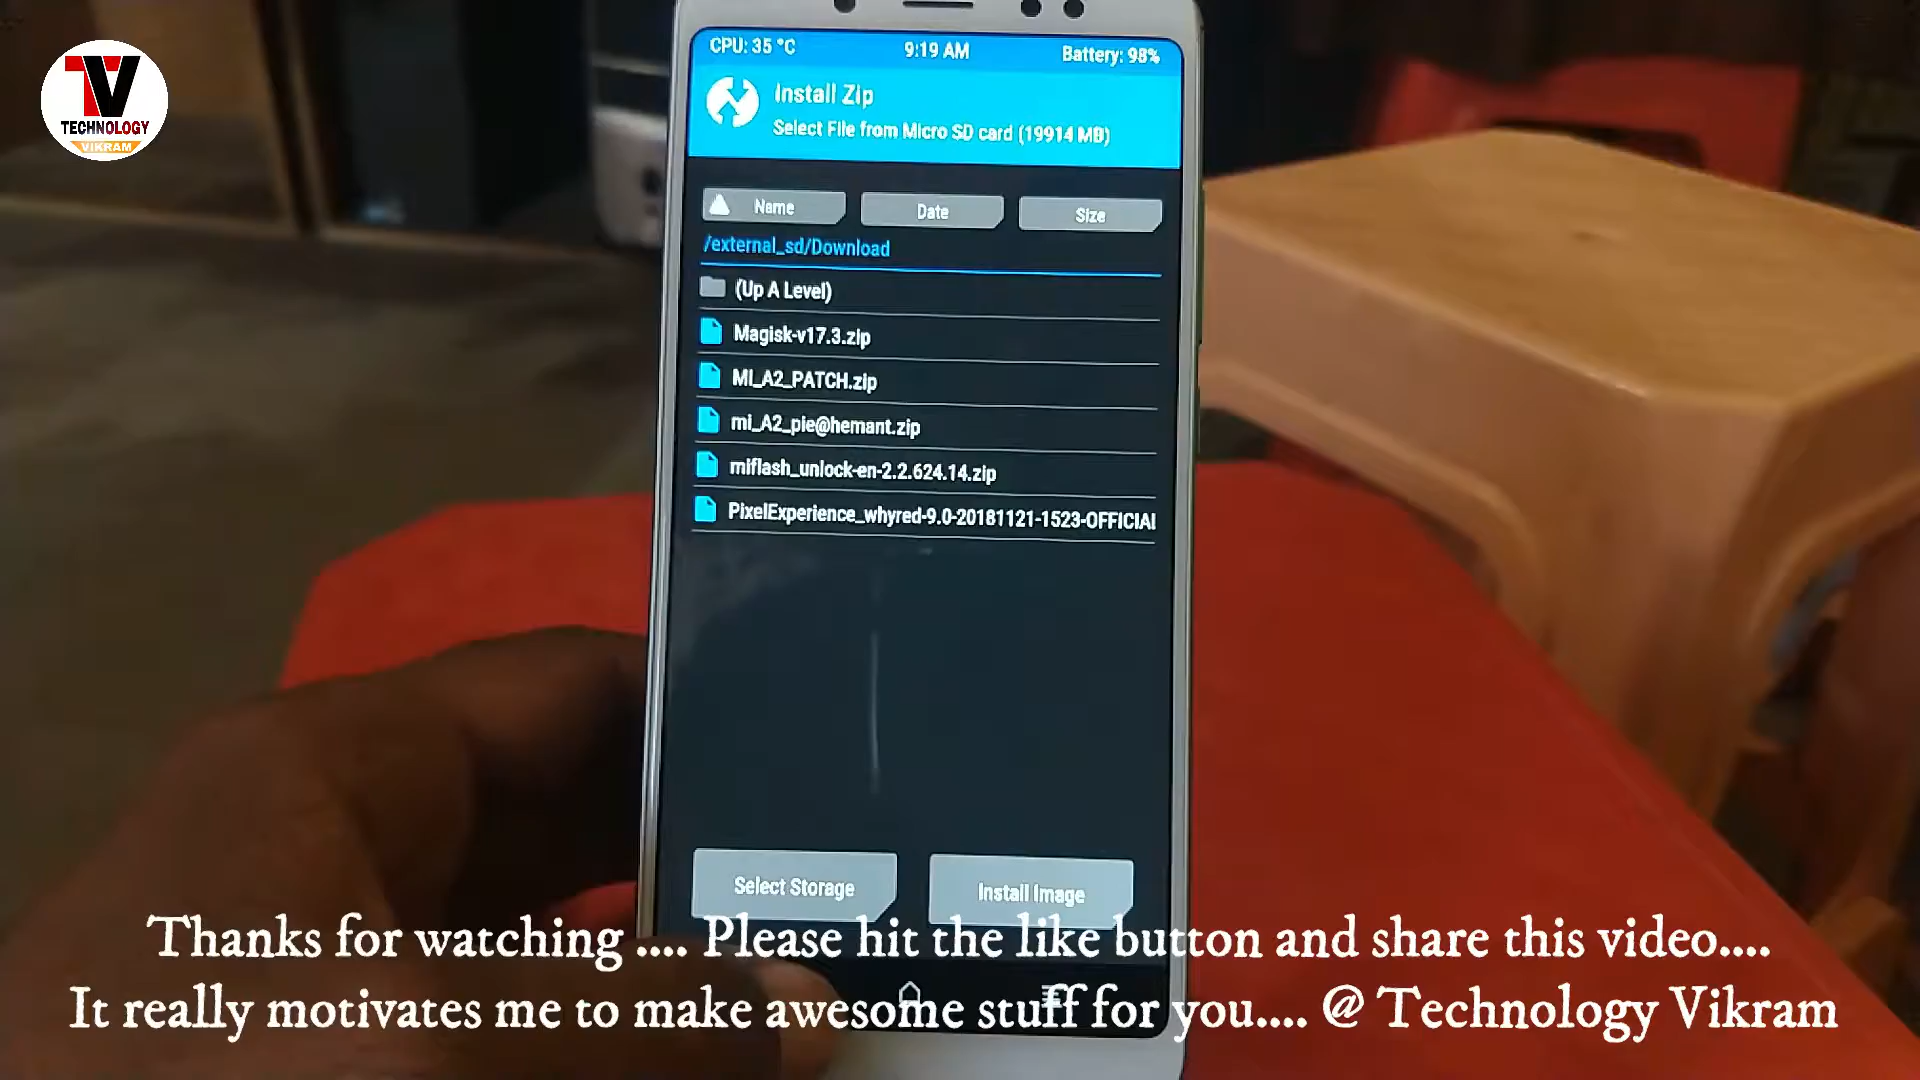 TV
TECHNOLOGY
VIKRAM
CPU: 35 °C 9:19 AM Battery: 98%
Install Zip
Select File from Micro SD card (19914 MB)
Name Date Size
/external_sd/Download
(Up A Level)
Magisk-v17.3.zip
MI_A2_PATCH.zip
mi_A2_pie@hemant.zip
miflash_unlock-en-2.2.624.14.zip
PixelExperience_whyred-9.0-20181121-1523-OFFICIAL
Select Storage Install Image
Thanks for watching .... Please hit the like button and share this video....
It really motivates me to make awesome stuff for you.... @ Technology Vikram